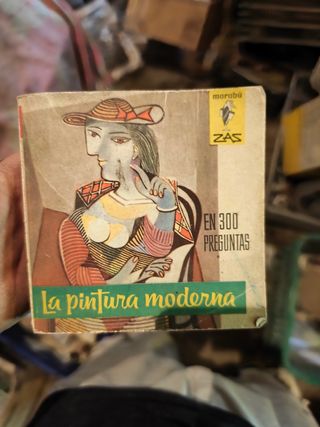 marabú
ZAS
EN 300
PREGUNTAS
La pintura moderna